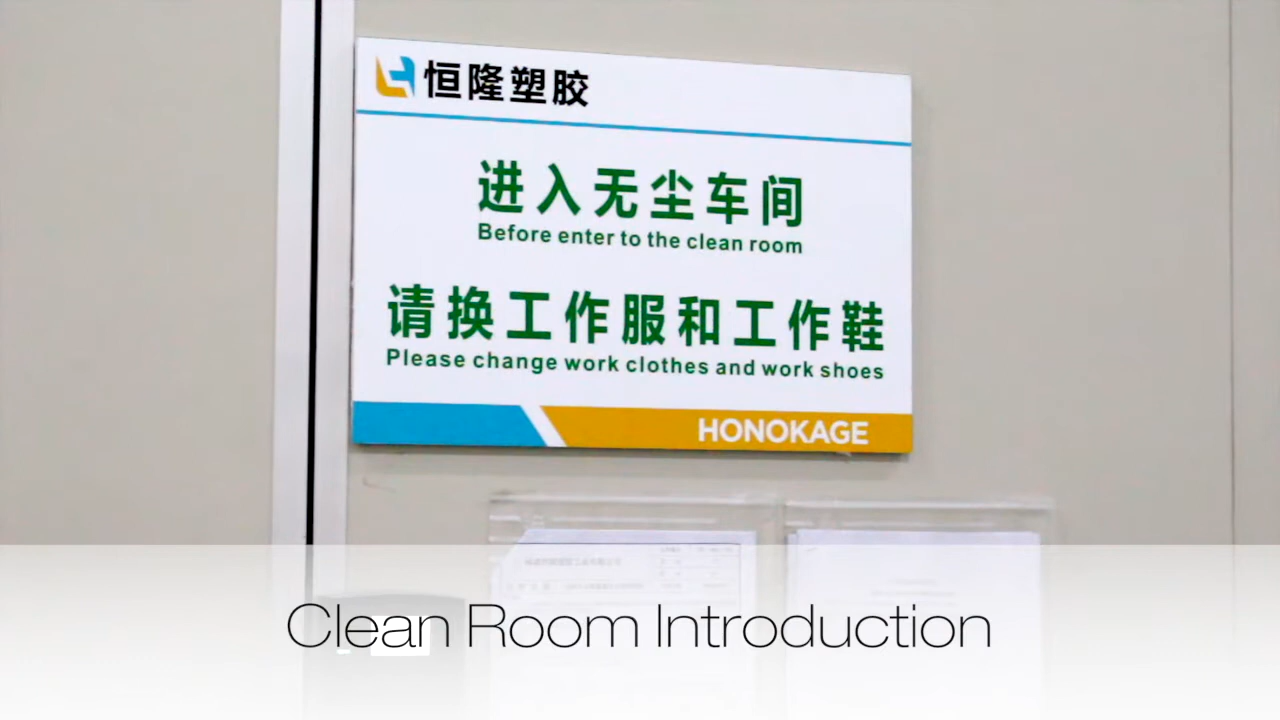 恒隆塑胶
进入无尘车间
Before enter to the clean room
请换工作服和工作鞋
Please change work clothes and work shoes
HONOKAGE
Clean Room Introduction